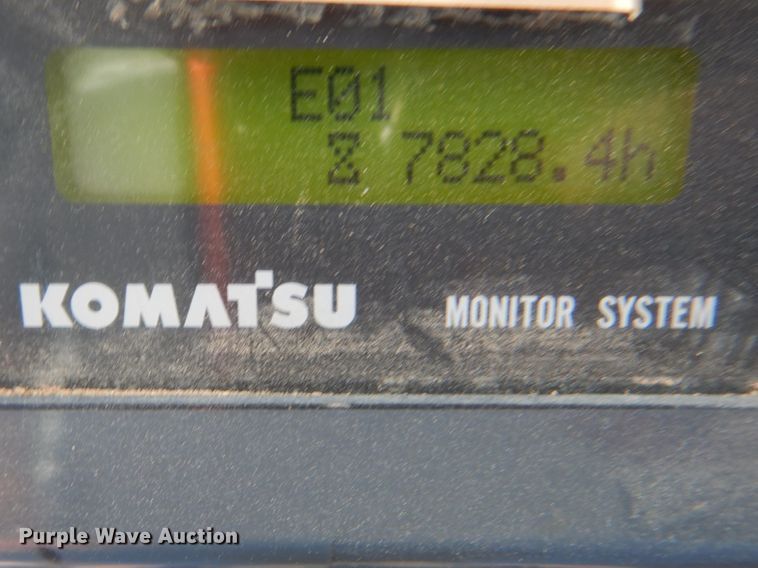 E01
7828.4h
KOMATSU MONITOR SYSTEM
Purple Wave Auction